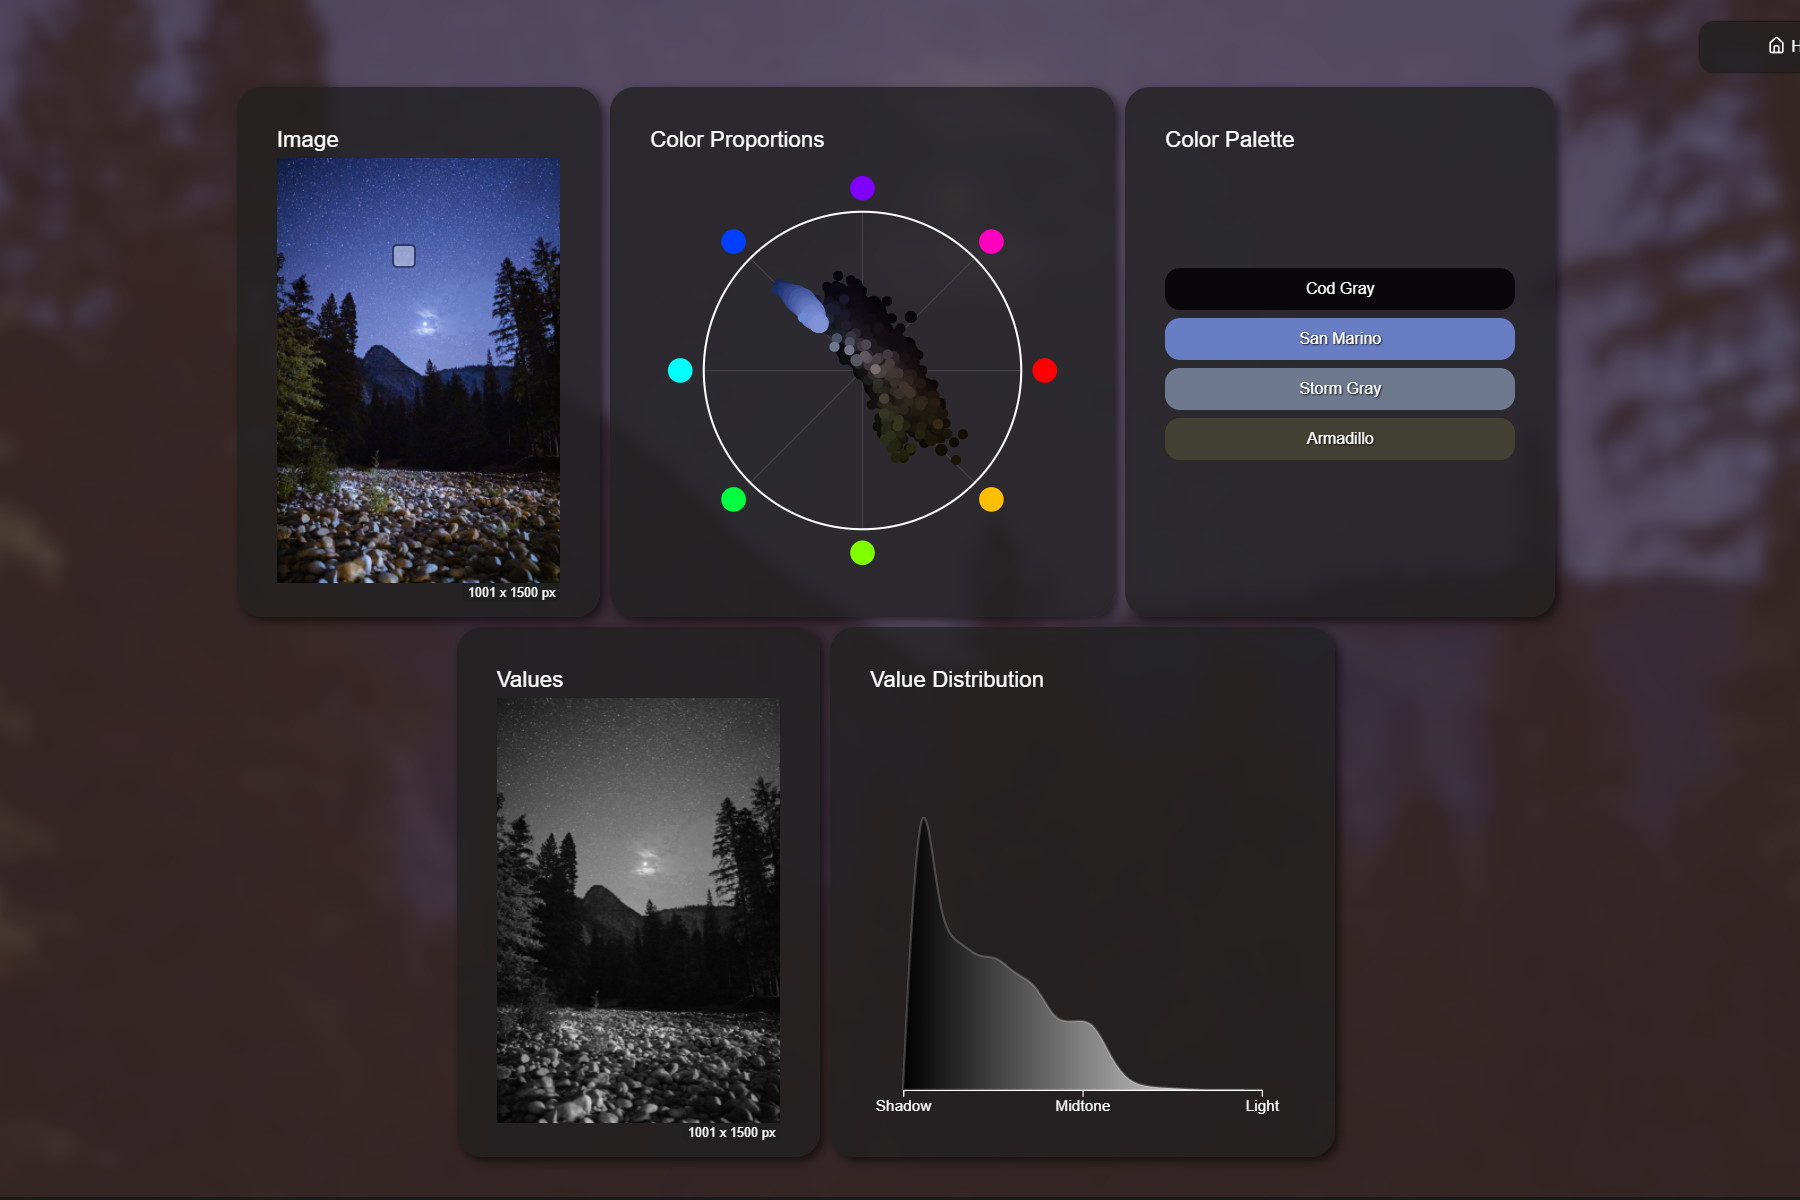 Image
Color Proportions
Color Palette
Cod Gray
San Marino
Storm Gray
Armadillo
1001 x 1500 px
Values
Value Distribution
Shadow
Midtone
Light
1001 x 1500 px